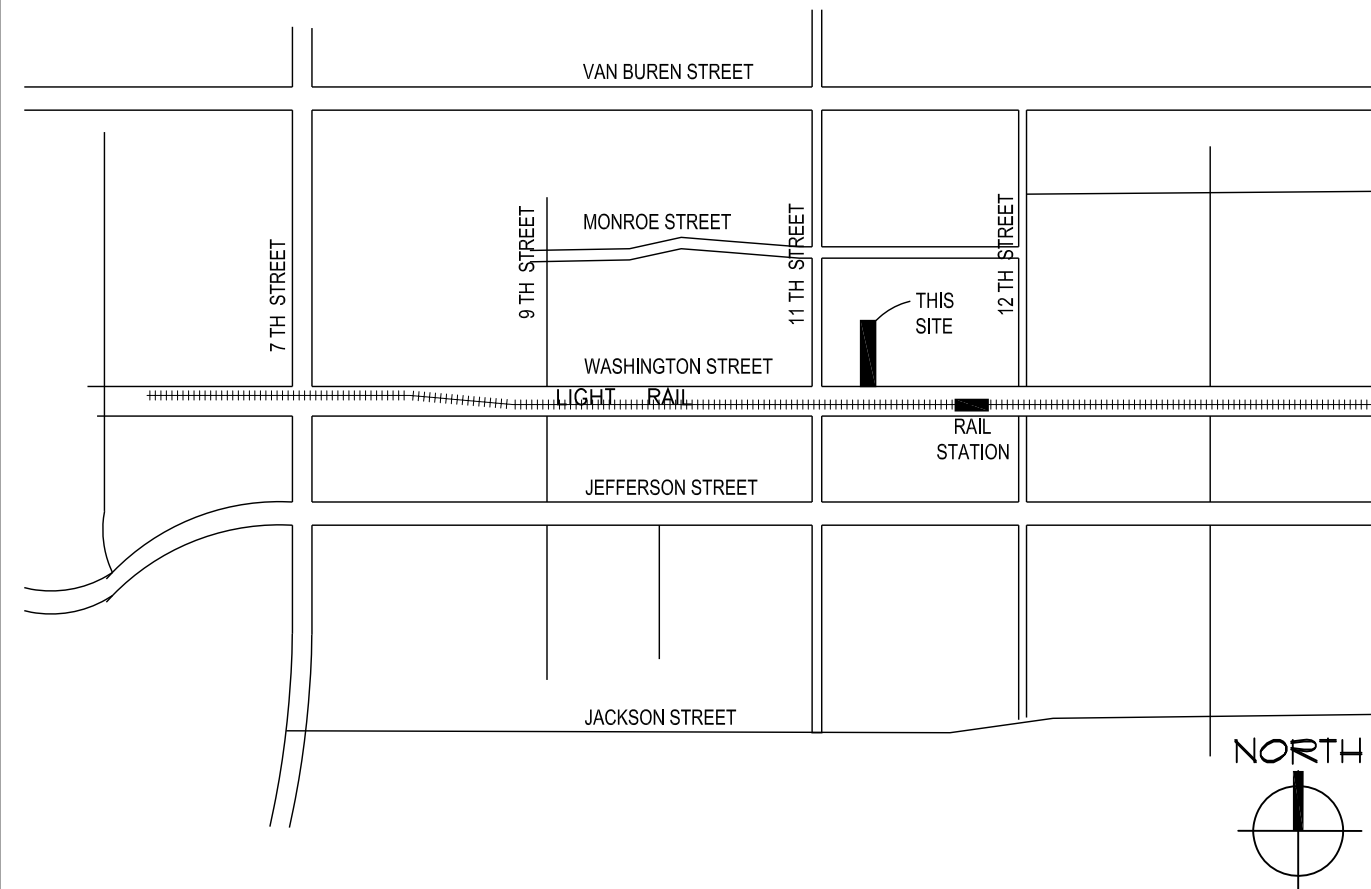 VAN BUREN STREET
MONROE STREET
7 TH STREET
9 TH STREET
11 TH STREET
12 TH STREET
THIS
SITE
WASHINGTON STREET
LIGHT RAIL
RAIL
STATION
JEFFERSON STREET
JACKSON STREET
NORTH